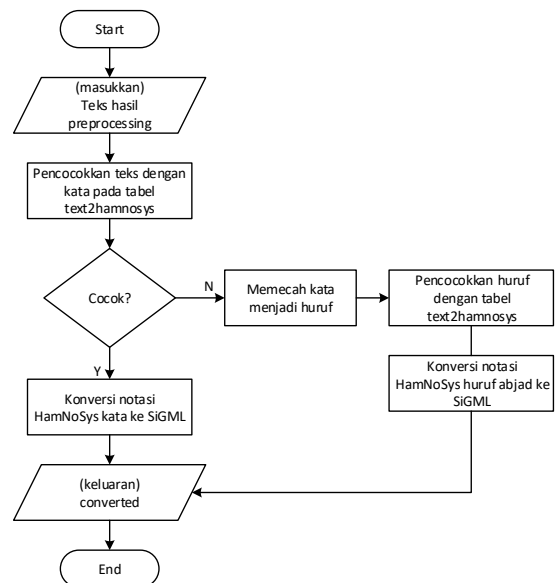 Start
(masukkan)
Teks hasil
preprocessing
Pencocokkan teks dengan
kata pada tabel
text2hamnosys
Cocok?
N
Memecah kata
menjadi huruf
Pencocokkan huruf
dengan tabel
text2hamnosys
Y
Konversi notasi
HamNoSys kata ke SiGML
Konversi notasi
HamNoSys huruf abjad ke
SiGML
(keluaran)
converted
End